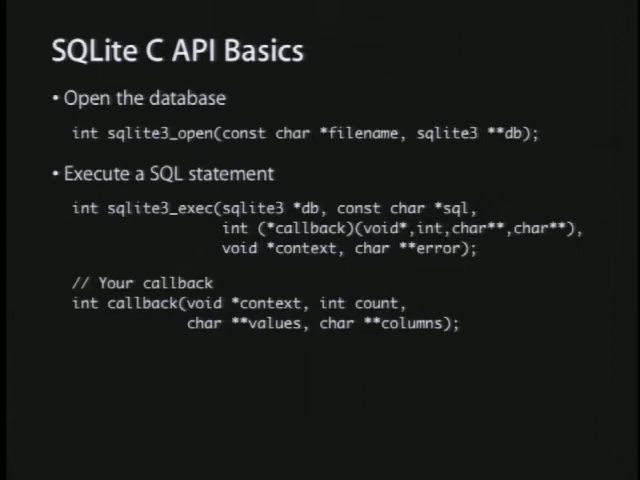 SQLite C API Basics
• Open the database
int sqlite3_open(const char *filename, sqlite3 **db);
• Execute a SQL statement
int sqlite3_exec(sqlite3 *db, const char *sql,
int (*callback)(void*,int,char**,char**),
void *context, char **error);
// Your callback
int callback(void *context, int count,
char **values, char **columns);